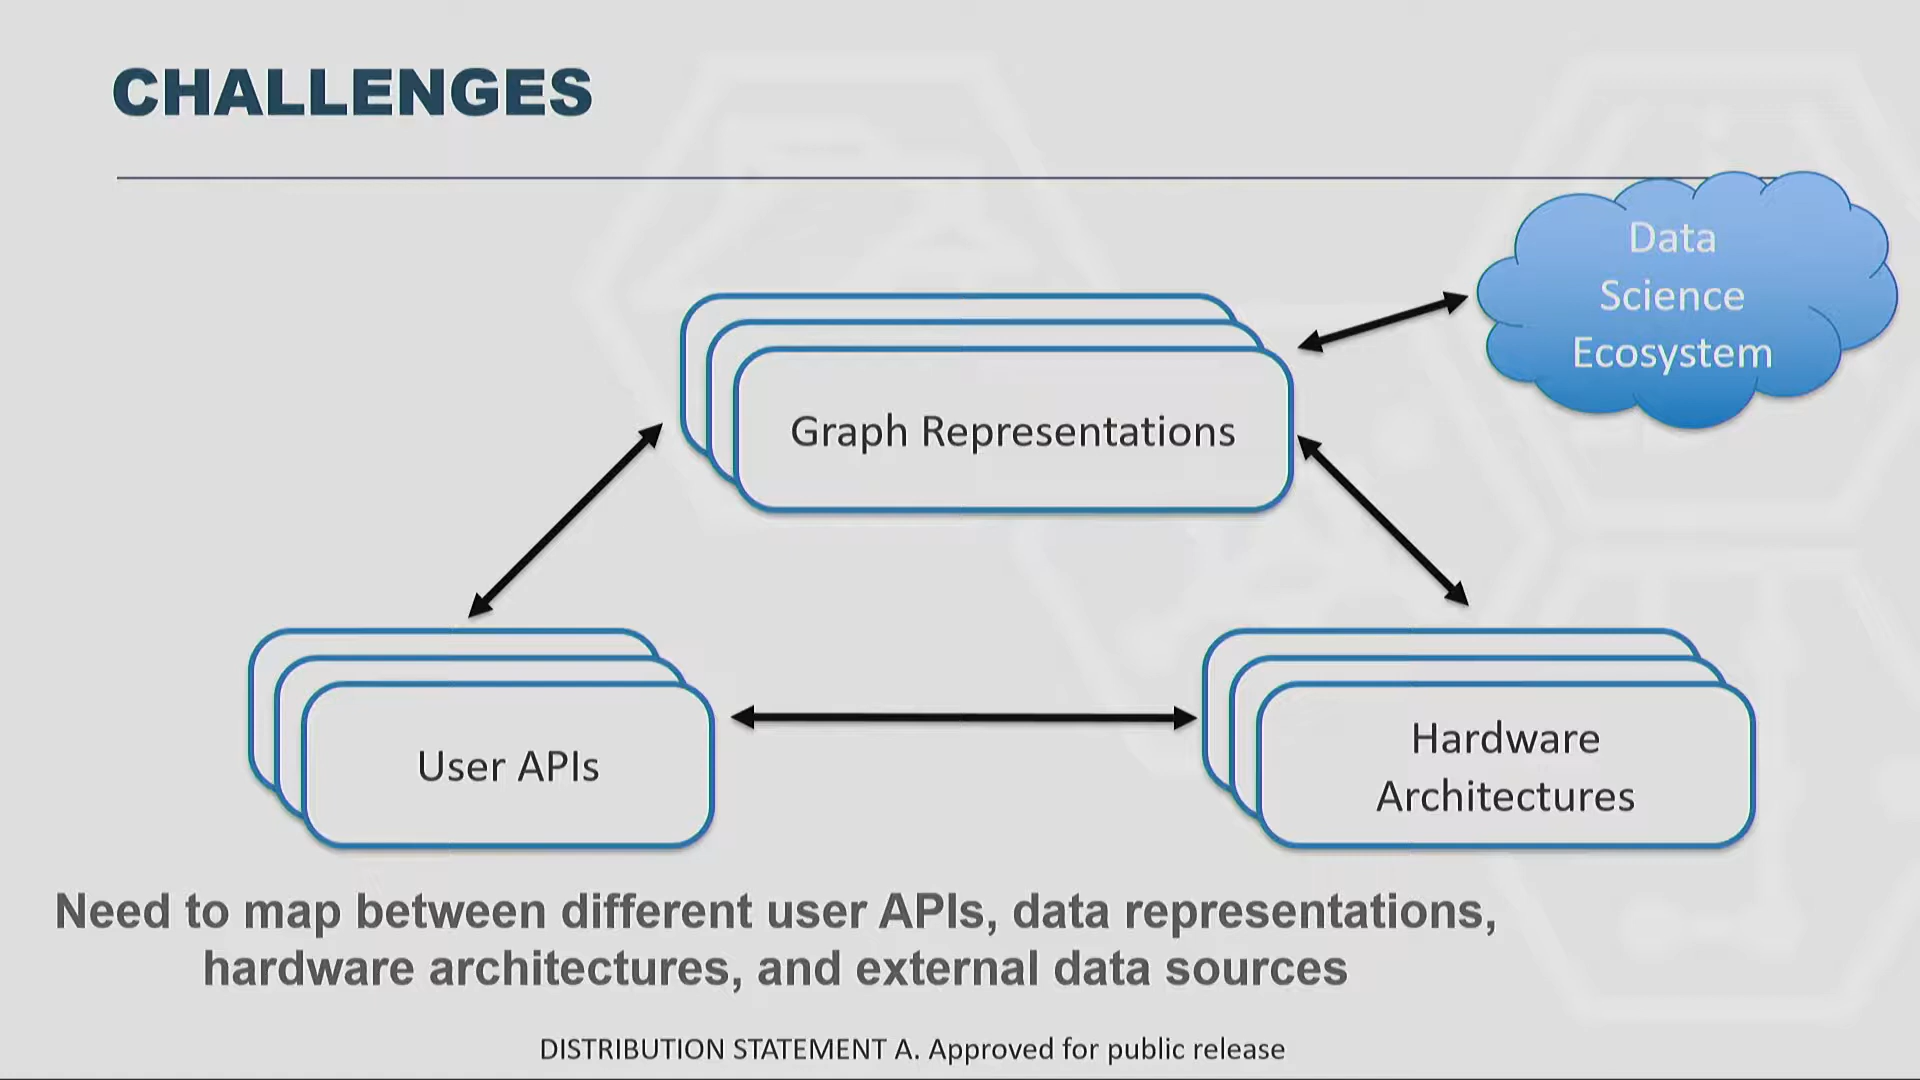 CHALLENGES
Data
Science
Ecosystem
Graph Representations
User APIs
Hardware
Architectures
Need to map between different user APIs, data representations,
hardware architectures, and external data sources
DISTRIBUTION STATEMENT A. Approved for public release